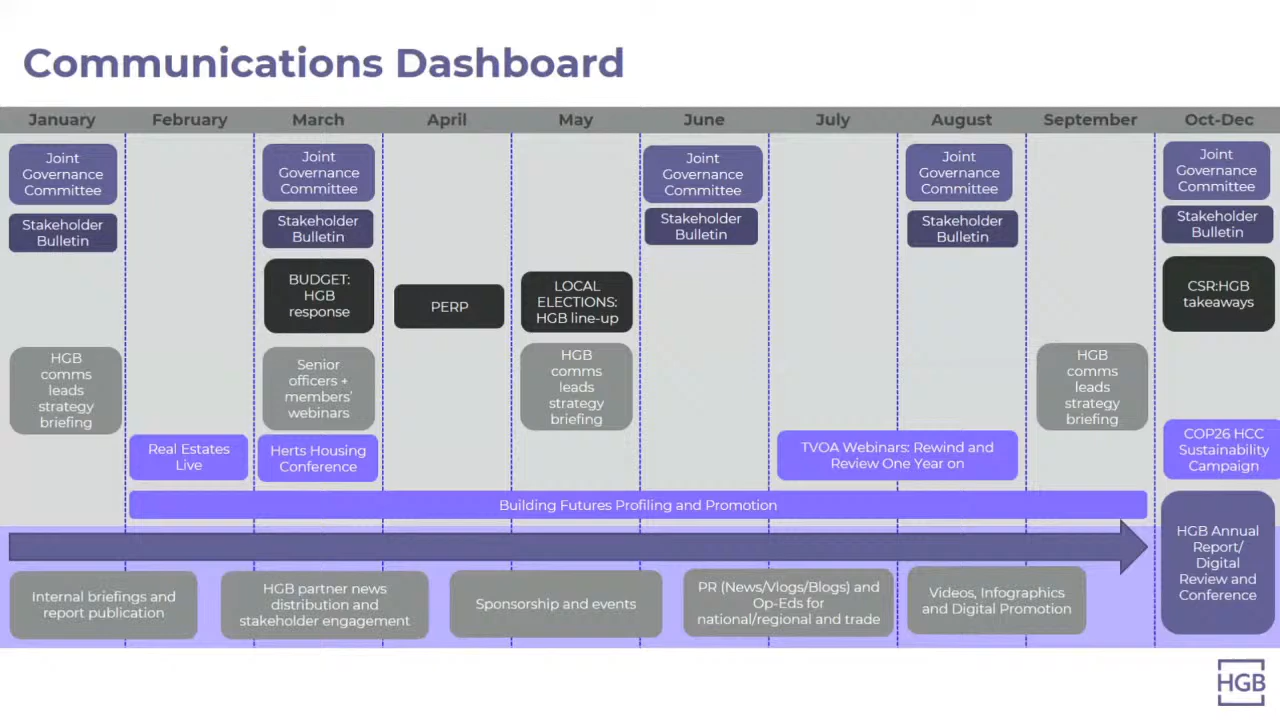 Communications Dashboard
January February March April May June July August September Oct-Dec
Joint
Governance
Committee
Joint
Governance
Committee
Joint
Governance
Committee
Joint
Governance
Committee
Joint
Governance
Committee
Stakeholder
Bulletin
Stakeholder
Bulletin
Stakeholder
Bulletin
Stakeholder
Bulletin
Stakeholder
Bulletin
BUDGET:
HGB
response
PERP
LOCAL
ELECTIONS:
HGB line-up
CSR:HGB
takeaways
HGB
comms
leads
strategy
briefing
Senior
officers +
members'
webinars
HGB
comms
leads
strategy
briefing
HGB
comms
leads
strategy
briefing
Real Estates
Live
Herts Housing
Conference
TVOA Webinars: Rewind and
Review One Year on
COP26 HCC
Sustainability
Campaign
Building Futures Profiling and Promotion
HGB Annual
Report/
Digital
Review and
Conference
Internal briefings and
report publication
HGB partner news
distribution and
stakeholder engagement
Sponsorship and events
PR (News/Vlogs/Blogs) and
Op-Eds for
national/regional and trade
Videos, Infographics
and Digital Promotion
HGB